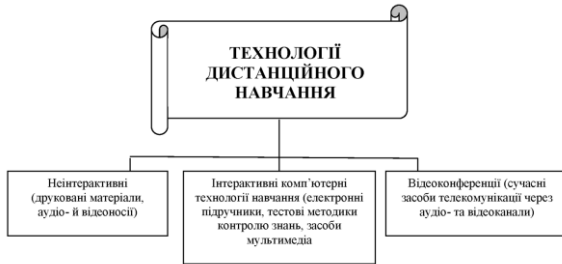 ТЕХНОЛОГІЇ
ДИСТАНЦІЙНОГО
НАВЧАННЯ
Неінтерактивні
(друковані матеріали,
аудіо- й відеоносії)
Інтерактивні комп’ютерні
технології навчання (електронні
підручники, тестові методики
контролю знань, засоби
мультимедіа
Відеоконференції (сучасні
засоби телекомунікації через
аудіо- та відеоканали)